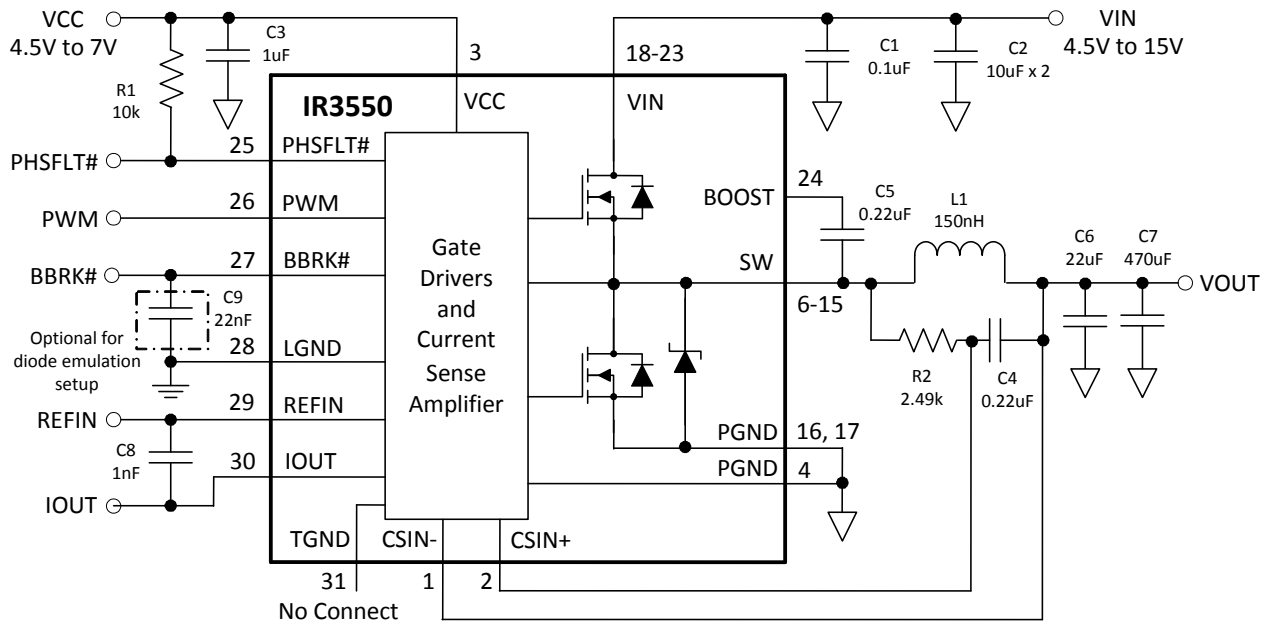 VCC
4.5V to 7V
C3
1uF
3
18-23
C1
0.1uF
C2
10uF x 2
VIN
4.5V to 15V
R1
10k
IR3550
VCC
VIN
PHSFLT#
25
PHSFLT#
PWM
26
PWM
BBRK#
27
BBRK#
C9
22nF
Optional for
diode emulation
setup
28
LGND
REFIN
29
REFIN
C8
1nF
30
IOUT
IOUT
Gate
Drivers
and
Current
Sense
Amplifier
BOOST
24
C5
0.22uF
L1
150nH
SW
6-15
C6
22uF
C7
470uF
VOUT
R2
2.49k
C4
0.22uF
PGND
16, 17
PGND
4
TGND
CSIN-
CSIN+
31
1
2
No Connect